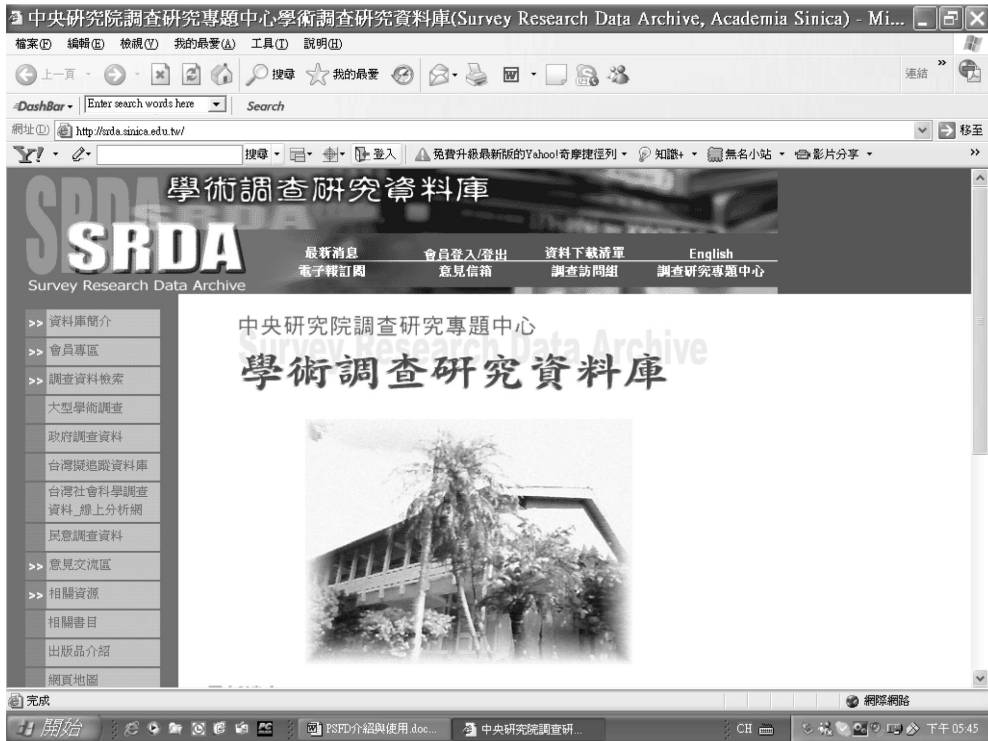 中央研究院調查研究專題中心學術調查研究資料庫(Survey Research Data Archive, Academia Sinica) - Mi...
檔案(F) 編輯(E) 檢視(V) 我的最愛(A) 工具(T) 說明(H)
上一頁 搜尋 我的最愛 連結 »
DashBar Enter search words here Search
網址(D) http://srda.sinica.edu.tw/ 移至
Y! 搜尋 登入 免費升級最新版的Yahoo!奇摩捷徑列 知識+ 無名小站 影片分享 »
學術調查研究資料庫
SRDA
Survey Research Data Archive
最新消息 會員登入/登出 資料下載清單 English
電子報訂閱 意見信箱 調查訪問組 調查研究專題中心
>> 資料庫簡介
>> 會員專區
>> 調查資料檢索
大型學術調查
政府調查資料
台灣擬追蹤資料庫
台灣社會科學調查
資料_線上分析網
民意調查資料
>> 意見交流區
>> 相關資源
相關書目
出版品介紹
網頁地圖
中央研究院調查研究專題中心
Survey Research Data Archive
學術調查研究資料庫
完成 網際網路
開始 PSFD介紹與使用.doc... 中央研究院調查研... CH 下午 05:45